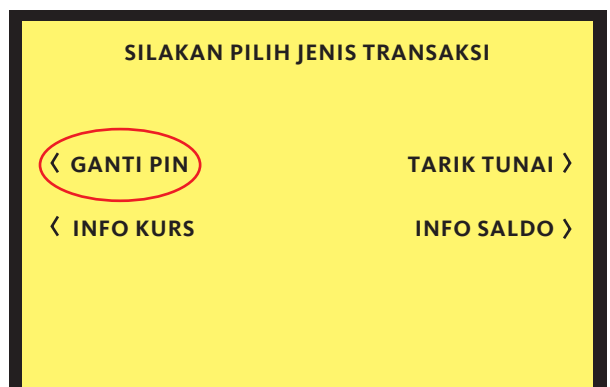 SILAKAN PILIH JENIS TRANSAKSI
〈 GANTI PIN
TARIK TUNAI 〉
〈 INFO KURS
INFO SALDO 〉